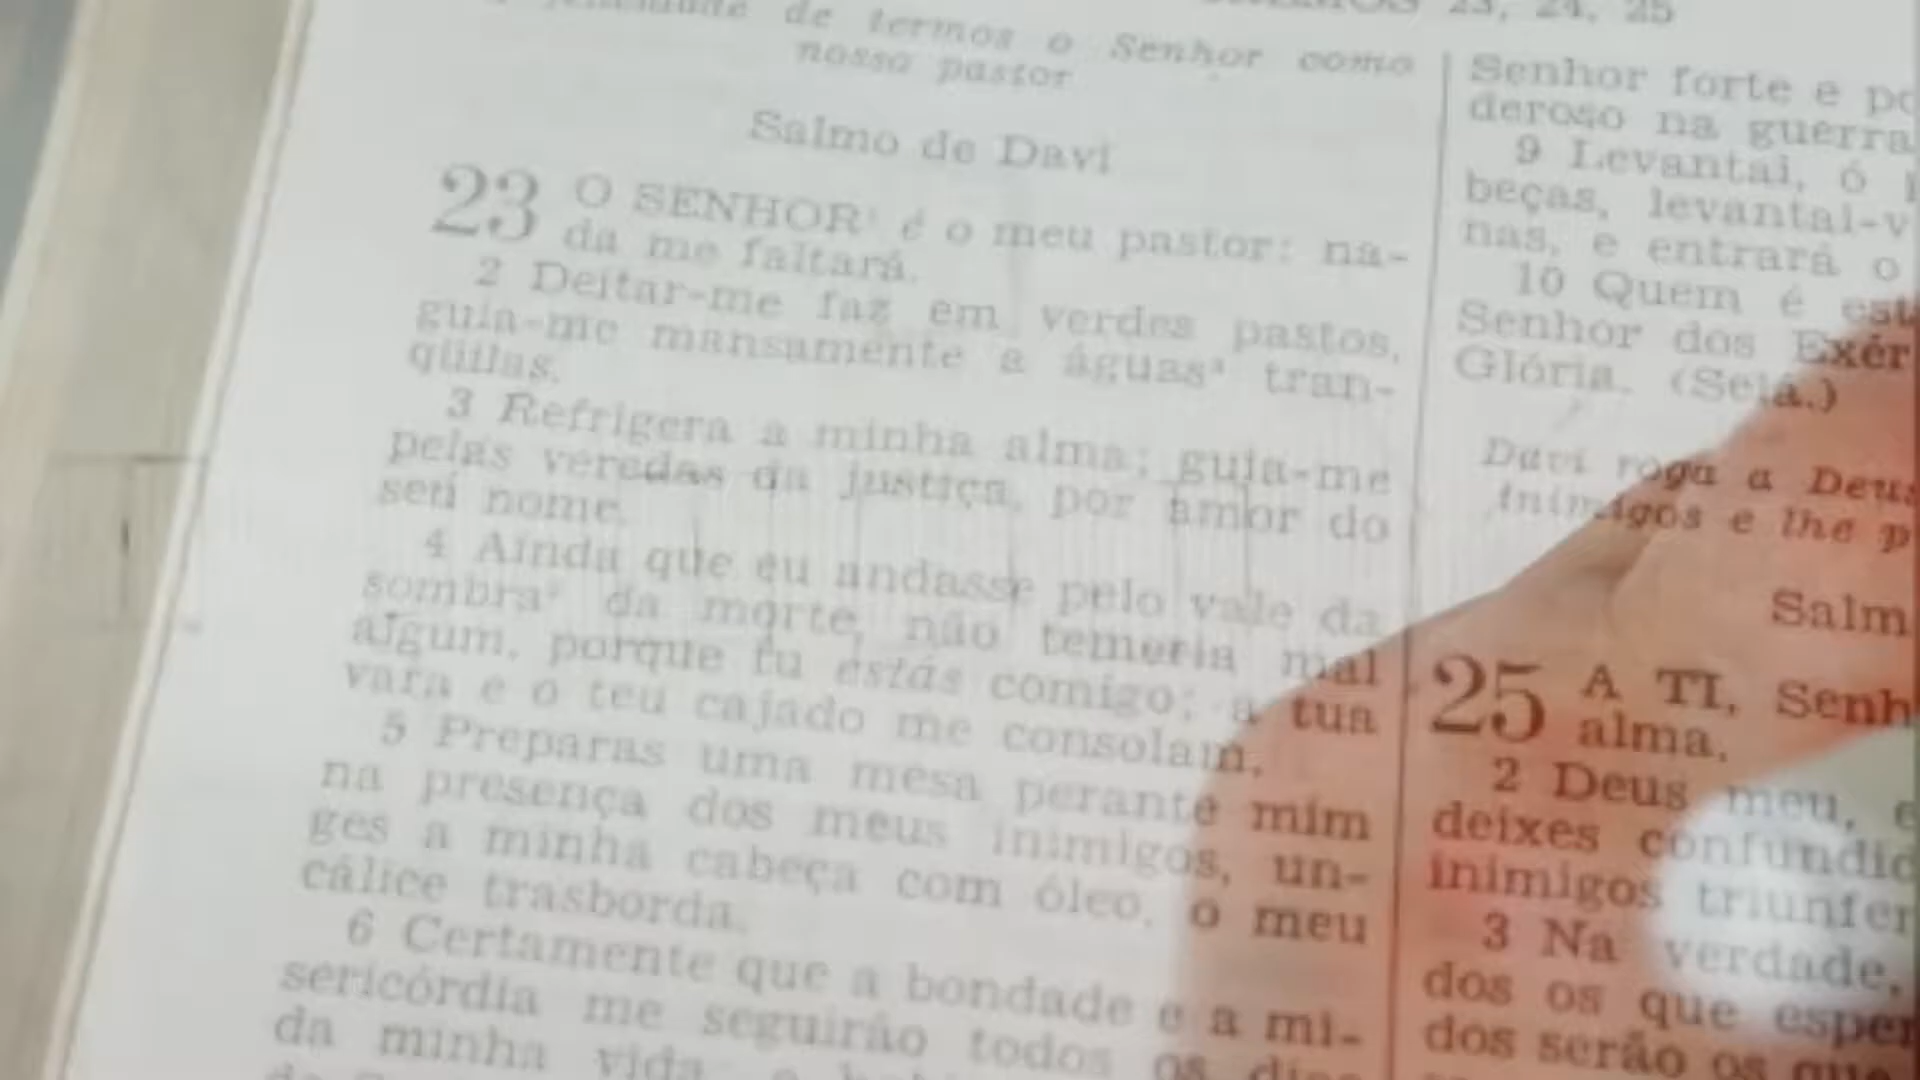 23, 24, 25
de termos o Senhor como
nosso pastor
Salmo de Davi
23 O SENHOR é o meu pastor: na-
da me faltará.
2 Deitar-me faz em verdes pastos,
guia-me mansamente a águas tran-
qüilas.
3 Refrigera a minha alma; guia-me
pelas veredas da justiça, por amor do
seu nome.
4 Ainda que eu andasse pelo vale da
sombra da morte, não temeria mal
algum, porque tu estás comigo; a tua
vara e o teu cajado me consolam.
5 Preparas uma mesa perante mim
na presença dos meus inimigos, un-
ges a minha cabeça com óleo, o meu
cálice trasborda.
6 Certamente que a bondade e a mi-
sericórdia me seguirão todos os dias
da minha vida
Senhor forte e po
deroso na guerra
9 Levantai, ó
beças, levantai-v
nas, e entrará o
10 Quem é est
Senhor dos Exér
Glória. (Selá.)
Davi roga a Deus
inimigos e lhe p
Salm
25 A TI, Senh
alma.
2 Deus meu, e
deixes confundid
inimigos triunfem
3 Na verdade,
dos os que esper
dos serão os que